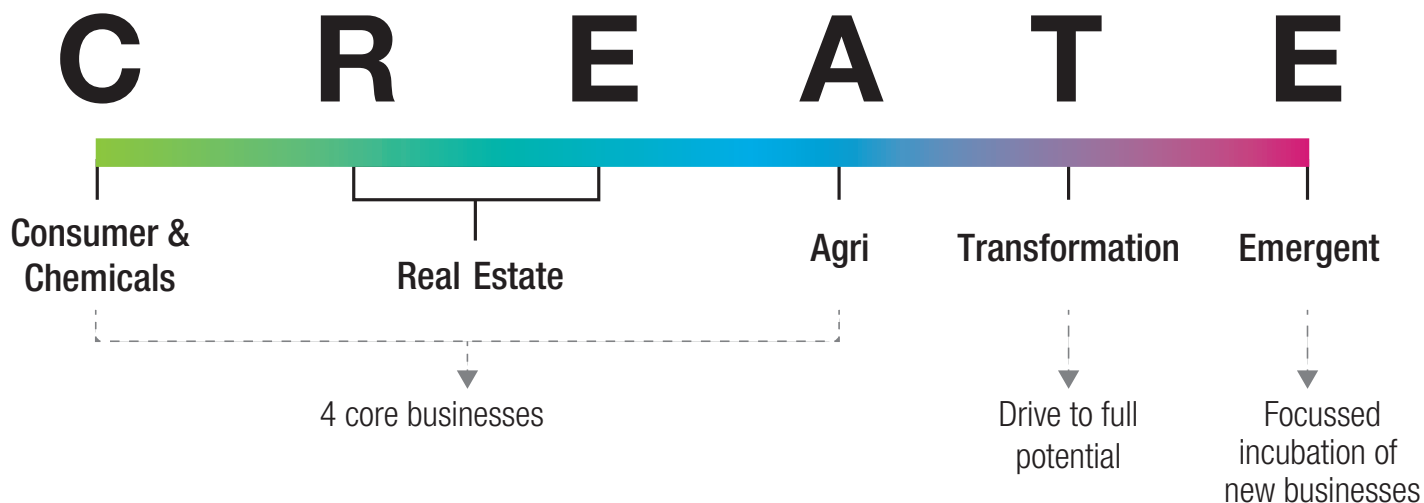 C R E A T E
Consumer &
Chemicals
Real Estate
Agri
Transformation
Emergent
4 core businesses
Drive to full
potential
Focussed
incubation of
new businesses